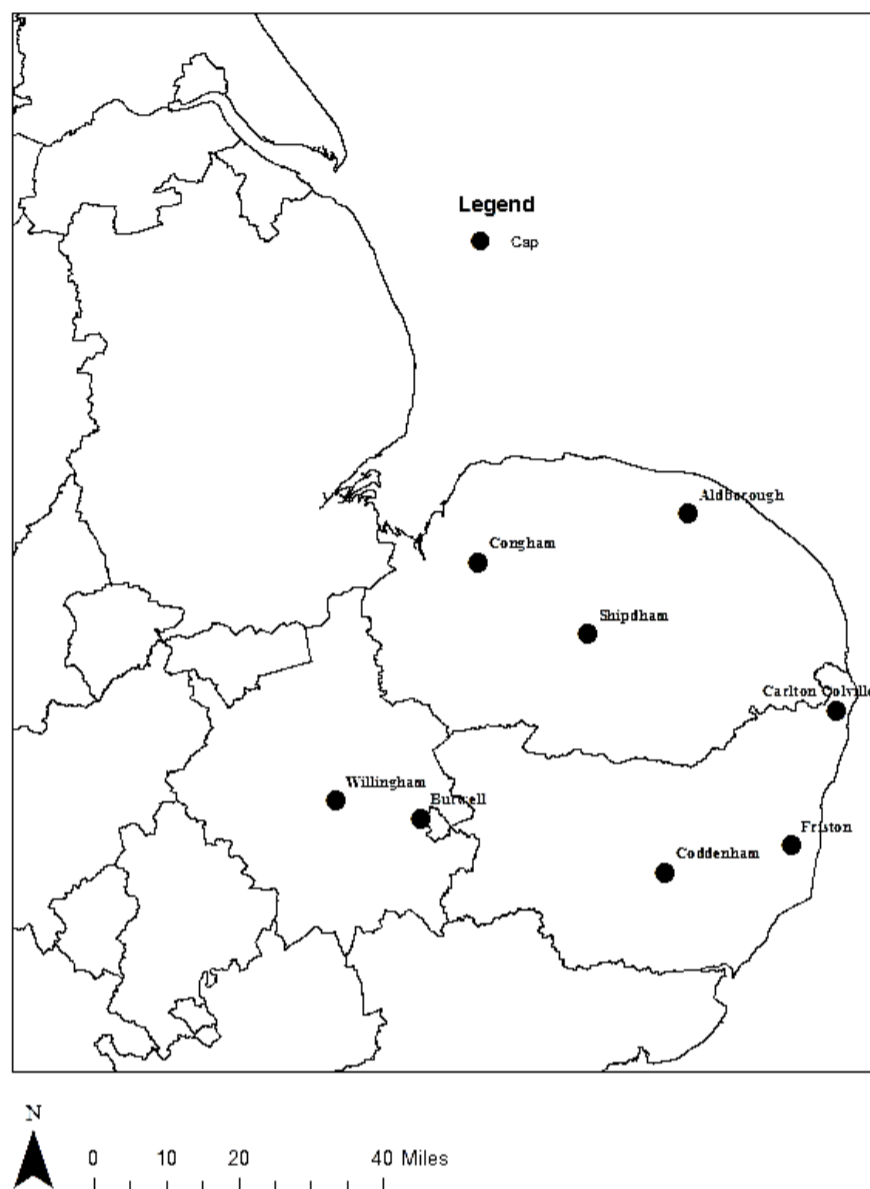 Legend
Cap
Aldborough
Congham
Shipdham
Carlton Colville
Willingham
Burwell
Friston
Coddenham
N
0 10 20 40 Miles